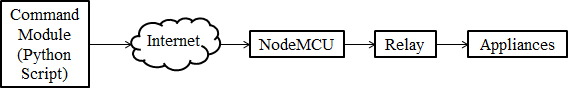 Command
Module
(Python
Script)
Internet
NodeMCU
Relay
Appliances